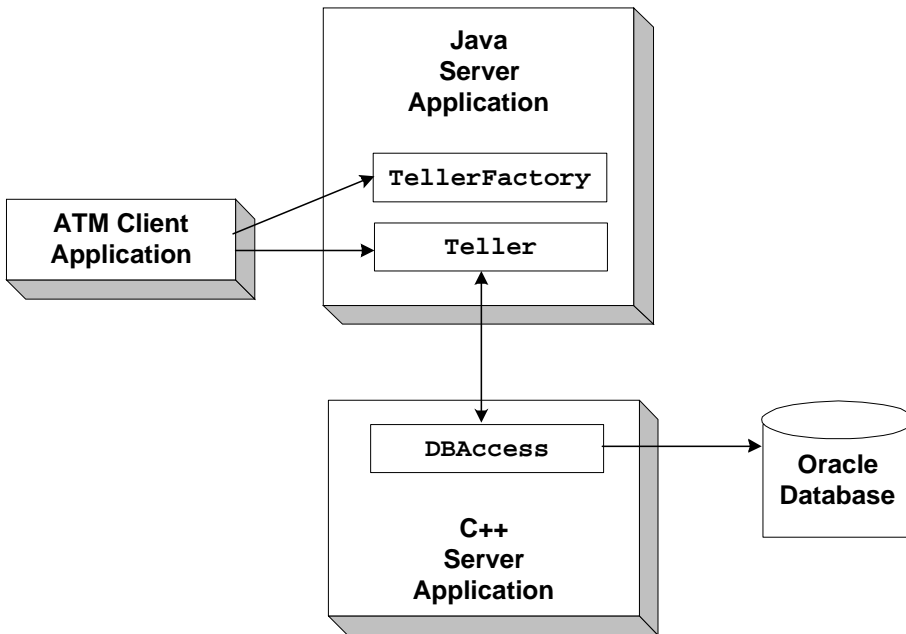 Java
Server
Application
TellerFactory
ATM Client
Application
Teller
DBAccess
Oracle
Database
C++
Server
Application